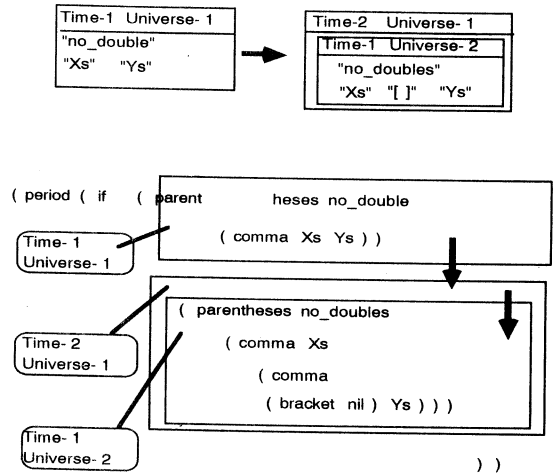 Time-1 Universe- 1
"no_double"
"Xs" "Ys"
Time-2 Universe- 1
Time-1 Universe- 2
"no_doubles"
"Xs" "[ ]" "Ys"
( period ( if ( parent heses no_double
( comma Xs Ys ) )
Time- 1
Universe- 1
( parentheses no_doubles
( comma Xs
( comma
( bracket nil ) Ys ) ) )
Time- 2
Universe- 1
Time- 1
Universe- 2
) )